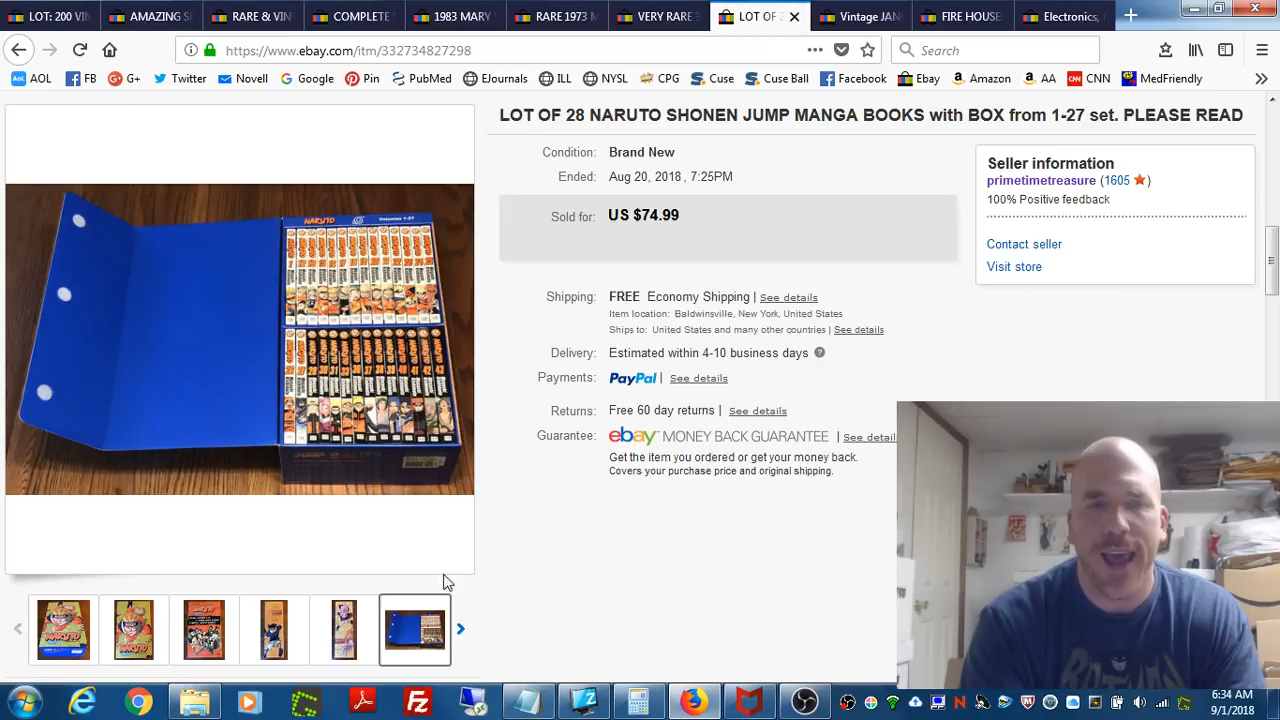 LOT: 200 VIN
AMAZING S
RARE & VIN
COMPLETE
1983 MARY
RARE 1973 M
VERY RARE
LOT OF
Vintage JAN
FIRE HOUS
Electronics,
https://www.ebay.com/itm/332734827298
Search
AOL
FB
G+
Twitter
Novell
Google
Pin
PubMed
EJournals
ILL
NYSL
CPG
Cuse
Cuse Ball
Facebook
Ebay
Amazon
AA
CNN
MedFriendly
LOT OF 28 NARUTO SHONEN JUMP MANGA BOOKS with BOX from 1-27 set. PLEASE READ
Condition: Brand New
Ended: Aug 20, 2018 , 7:25PM
Sold for: US $74.99
Shipping: FREE Economy Shipping | See details
Item location: Baldwinsville, New York, United States
Ships to: United States and many other countries | See details
Delivery: Estimated within 4-10 business days
Payments: PayPal | See details
Returns: Free 60 day returns | See details
Guarantee: ebay MONEY BACK GUARANTEE | See detail
Get the item you ordered or get your money back.
Covers your purchase price and original shipping.
Seller information
primetimetreasure (1605 )
100% Positive feedback
Contact seller
Visit store
NARUTO Volumes 1-27
6:34 AM
9/1/2018